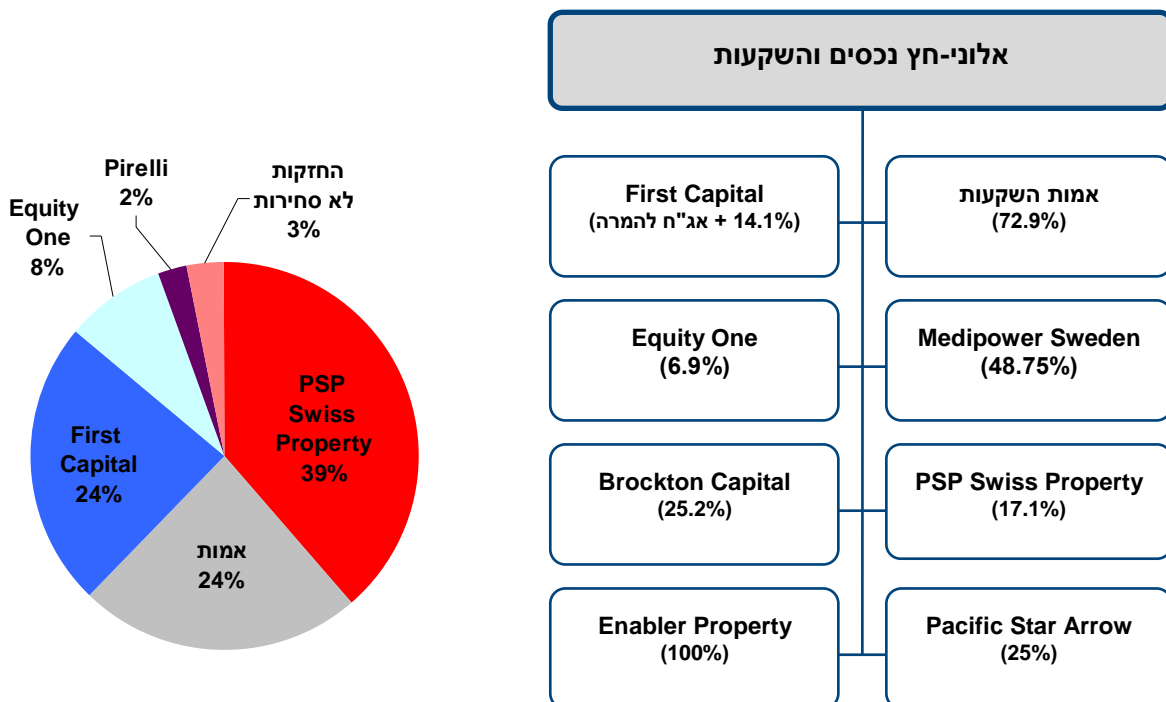 אלוני-חץ נכסים והשקעות
First Capital
(14.1% + אג"ח להמרה)
אמות השקעות
(72.9%)
Equity One
(6.9%)
Medipower Sweden
(48.75%)
Brockton Capital
(25.2%)
PSP Swiss Property
(17.1%)
Enabler Property
(100%)
Pacific Star Arrow
(25%)
החזקות
לא סחירות
3%
Pirelli
2%
Equity
One
8%
PSP
Swiss
Property
39%
First
Capital
24%
אמות
24%